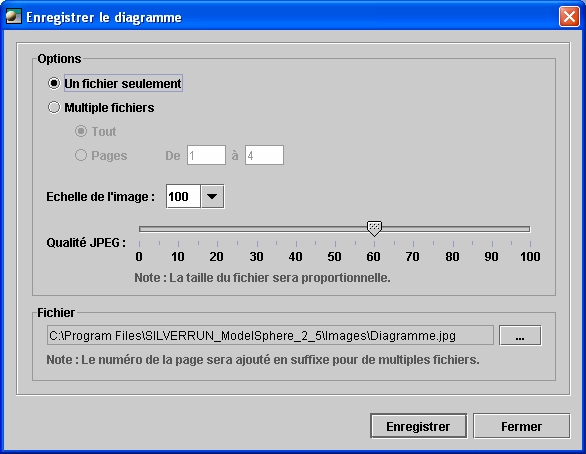 Enregistrer le diagramme
Options
Un fichier seulement
Multiple fichiers
Tout
Pages De 1 à 4
Echelle de l'image : 100
Qualité JPEG :
0 10 20 30 40 50 60 70 80 90 100
Note : La taille du fichier sera proportionnelle.
Fichier
C:\Program Files\SILVERRUN_ModelSphere_2_5\Images\Diagramme.jpg ...
Note : Le numéro de la page sera ajouté en suffixe pour de multiples fichiers.
Enregistrer Fermer